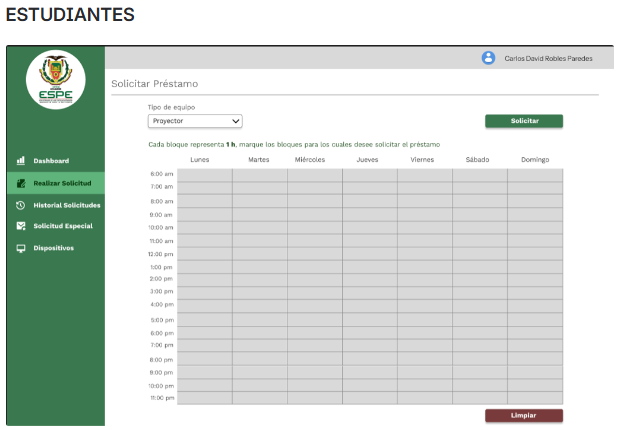 ESTUDIANTES
ESPE
Carlos David Robles Paredes
Solicitar Préstamo
Tipo de equipo
Proyector
Solicitar
Cada bloque representa 1 h, marque los bloques para los cuales desee solicitar el préstamo
Lunes Martes Miércoles Jueves Viernes Sábado Domingo
Dashboard
Realizar Solicitud
Historial Solicitudes
Solicitud Especial
Dispositivos
6:00 am
7:00 am
8:00 am
9:00 am
10:00 am
11:00 am
12:00 pm
1:00 pm
2:00 pm
3:00 pm
4:00 pm
5:00 pm
6:00 pm
7:00 pm
8:00 pm
9:00 pm
10:00 pm
11:00 pm
Limpiar